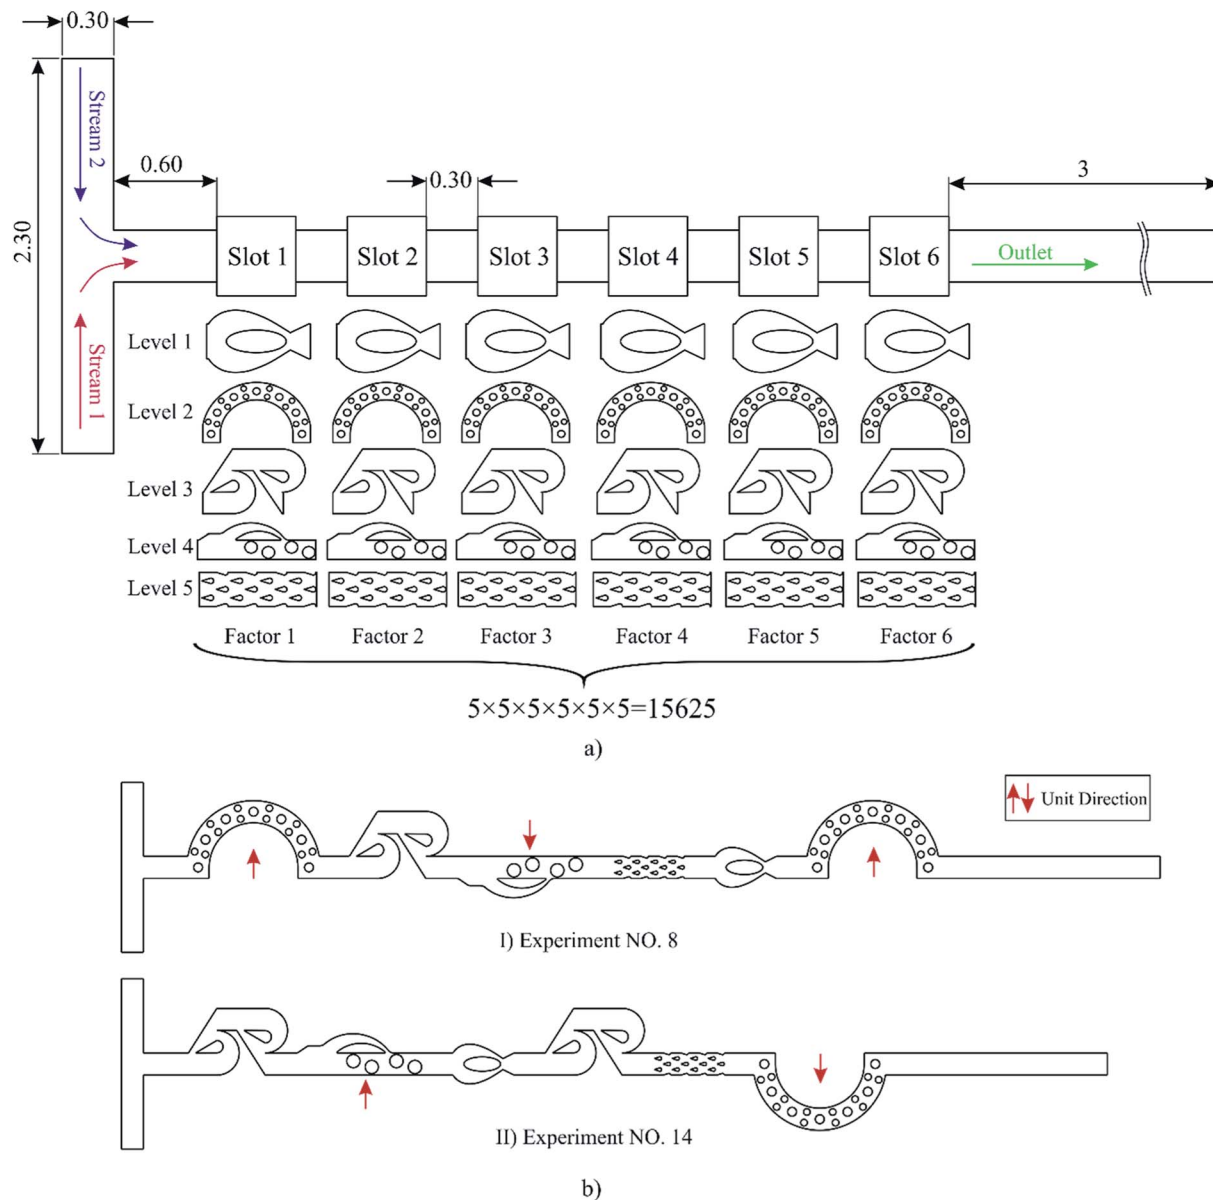 0.30
2.30
Stream 2
Stream 1
0.60
0.30
3
Slot 1
Slot 2
Slot 3
Slot 4
Slot 5
Slot 6
Outlet
Level 1
Level 2
Level 3
Level 4
Level 5
Factor 1
Factor 2
Factor 3
Factor 4
Factor 5
Factor 6
5×5×5×5×5×5=15625
a)
Unit Direction
I) Experiment NO. 8
II) Experiment NO. 14
b)